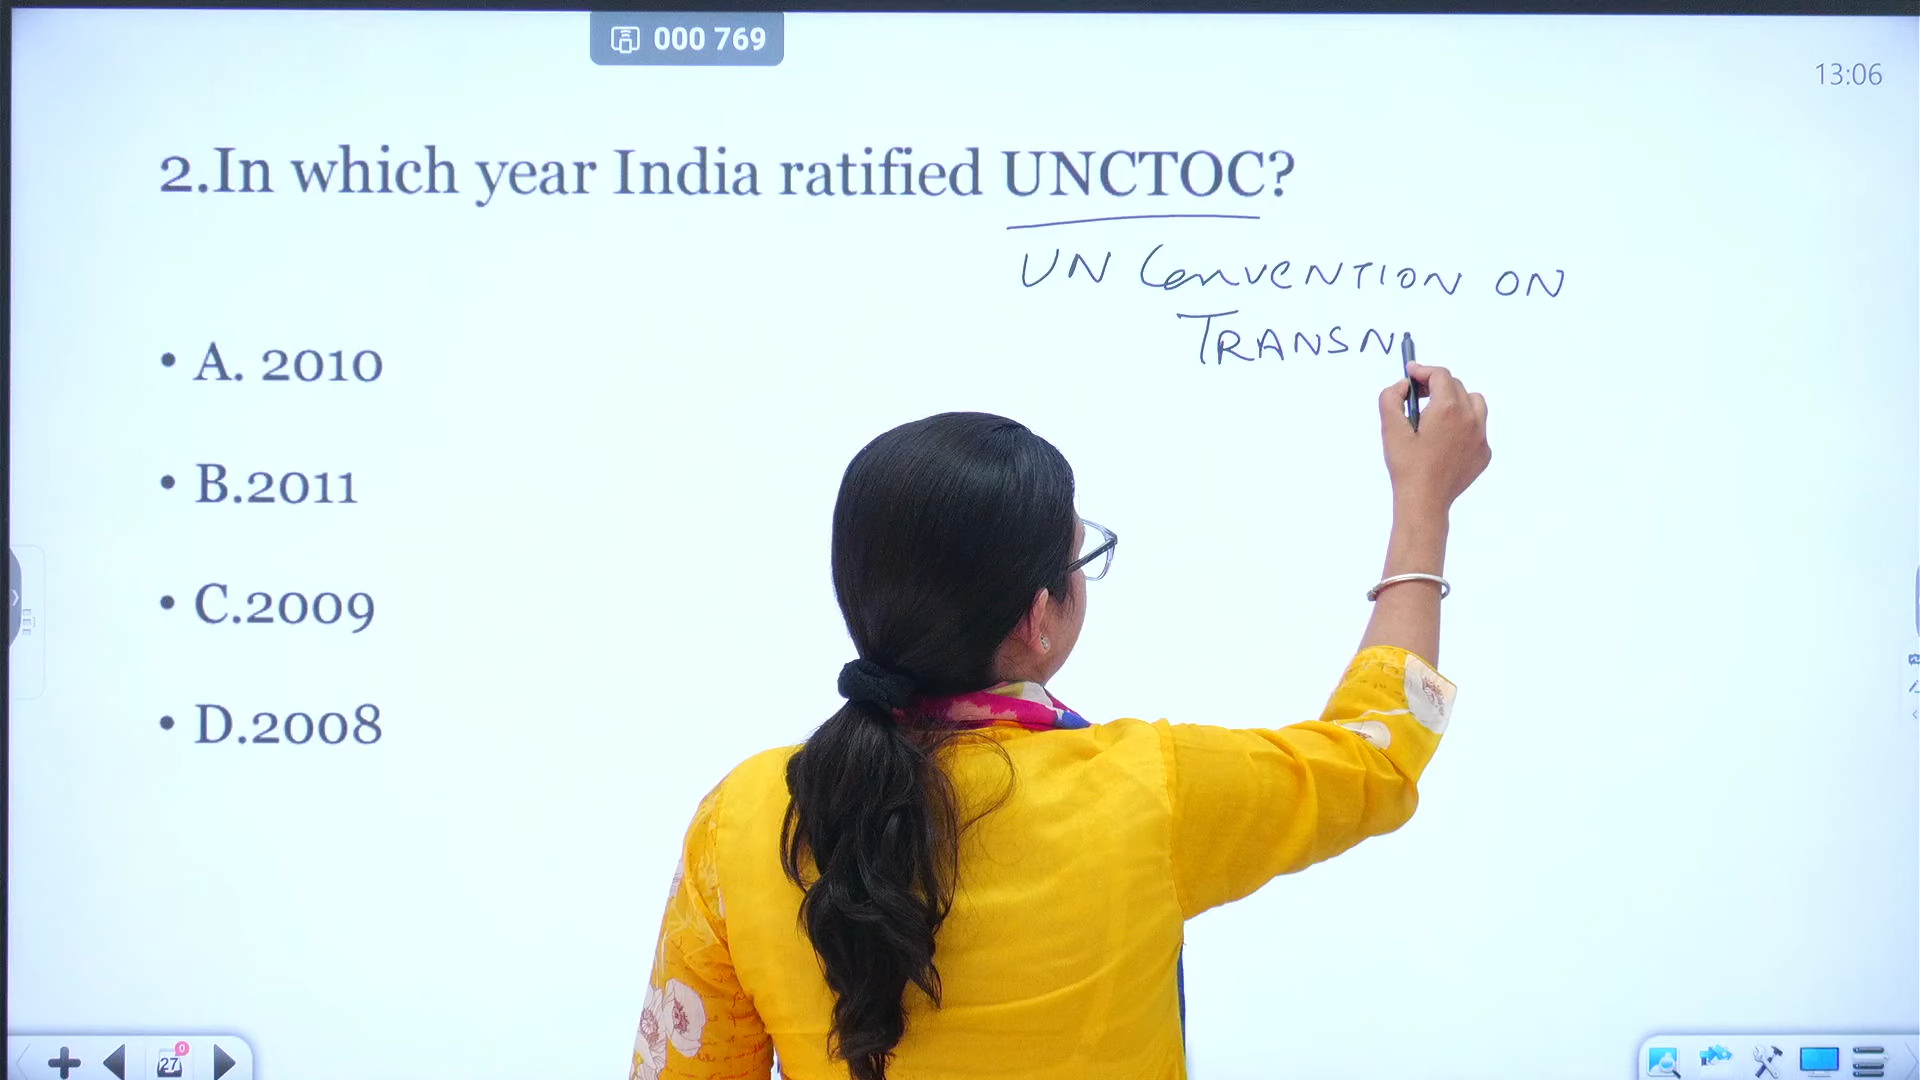 000 769
13:06
2.In which year India ratified UNCTOC?
UN CONVENTION ON
TRANSN
• A. 2010
• B.2011
• C.2009
• D.2008
27
0